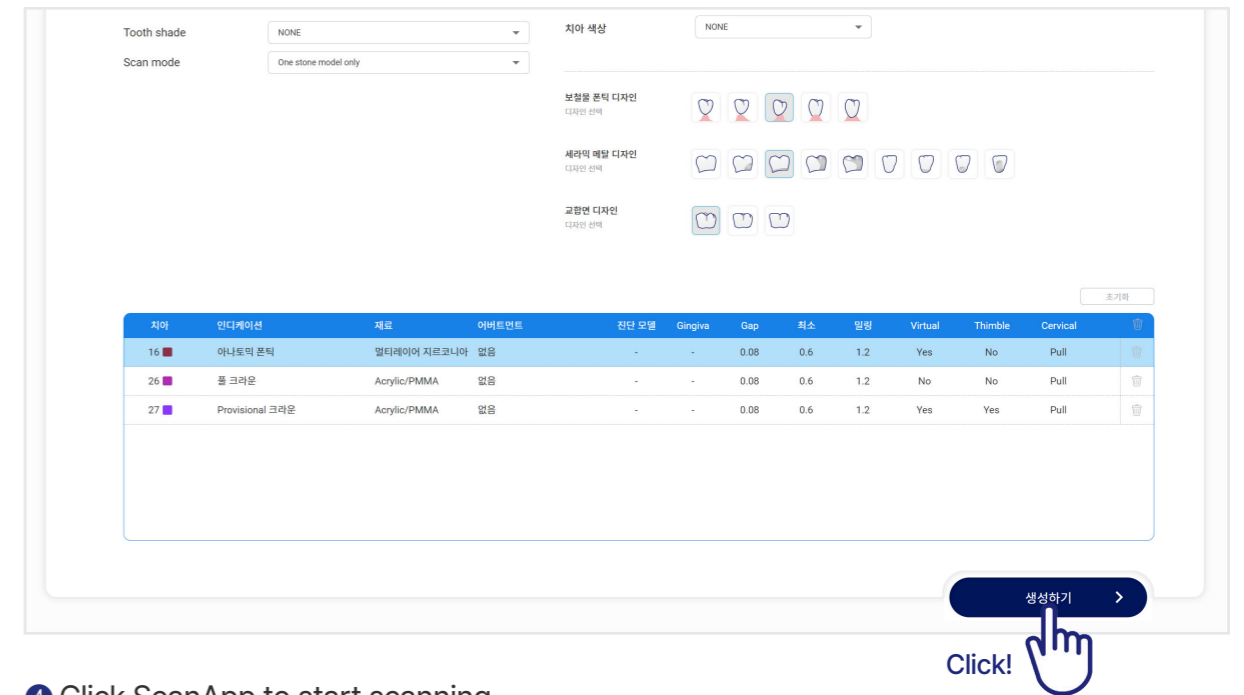 Tooth shade NONE 치아 색상 NONE
Scan mode One stone model only
보철물 폰틱 디자인
디자인 선택
세라믹 메탈 디자인
디자인 선택
교합면 디자인
디자인 선택
초기화
치아 인디케이션 재료 어버트먼트 진단 모델 Gingiva Gap 최소 밀링 Virtual Thimble Cervical
16 아나토믹 폰틱 멀티레이어 지르코니아 없음 - - 0.08 0.6 1.2 Yes No Pull
26 풀 크라운 Acrylic/PMMA 없음 - - 0.08 0.6 1.2 No No Pull
27 Provisional 크라운 Acrylic/PMMA 없음 - - 0.08 0.6 1.2 Yes Yes Pull
생성하기
Click!
4 Click ScanApp to start scanning